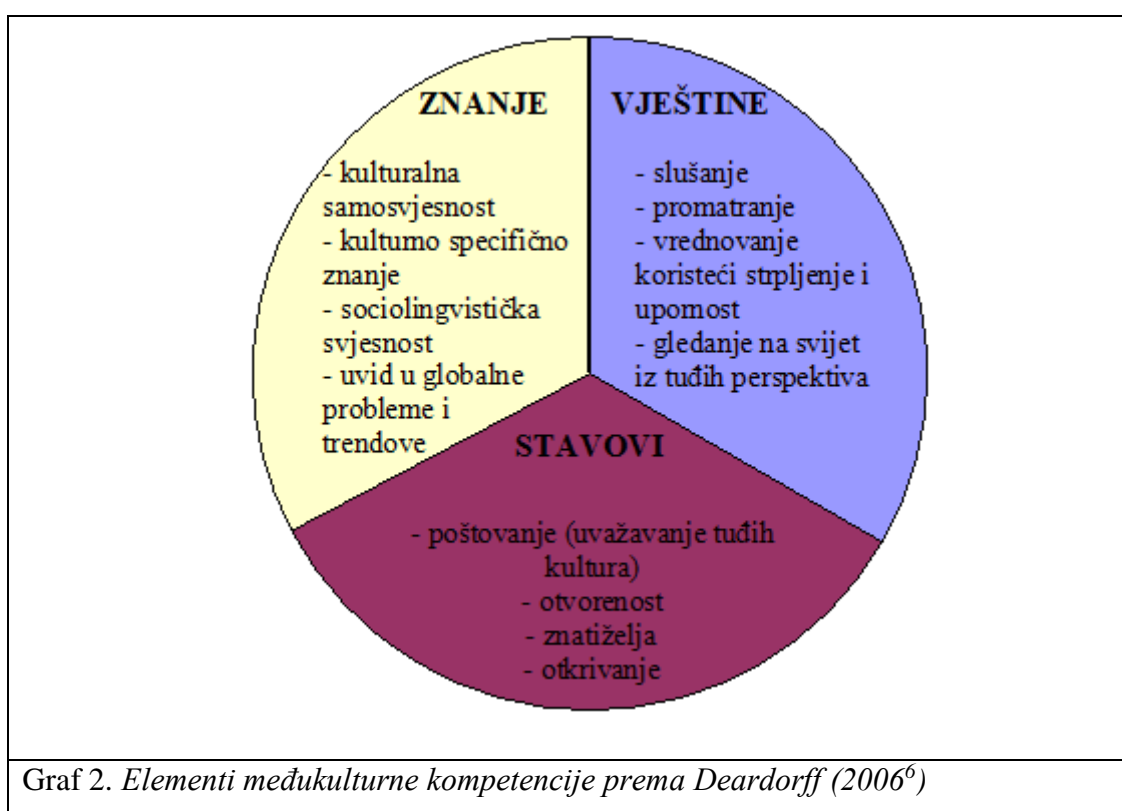 ZNANJE
- kulturalna
samosvjesnost
- kulturno specifično
znanje
- sociolingvistička
svjesnost
- uvid u globalne
probleme i
trendove
VJEŠTINE
- slušanje
- promatranje
- vrednovanje
koristeći strpljenje i
upornost
- gledanje na svijet
iz tuđih perspektiva
STAVOVI
- poštovanje (uvažavanje tuđih
kultura)
- otvorenost
- znatiželja
- otkrivanje
Graf 2. Elementi međukulturne kompetencije prema Deardorff (2006⁶)